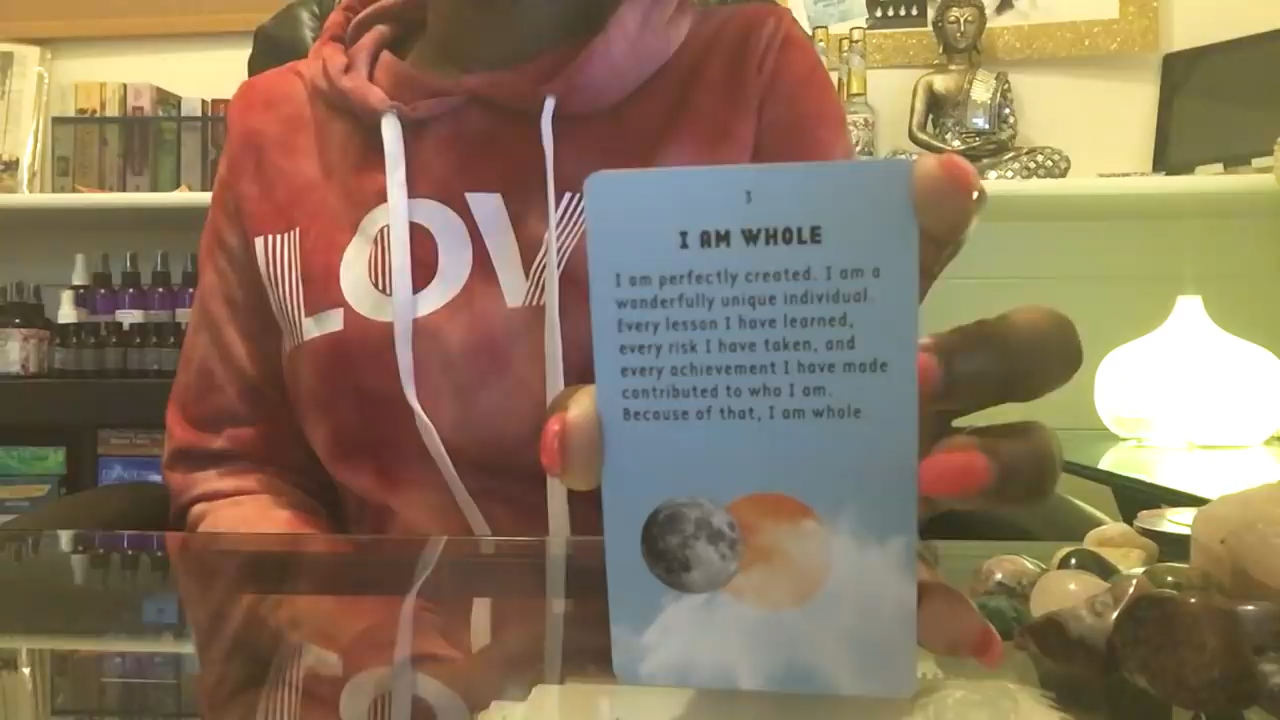 LOV
3
I AM WHOLE
I am perfectly created. I am a
wonderfully unique individual.
Every lesson I have learned,
every risk I have taken, and
every achievement I have made
contributed to who I am.
Because of that, I am whole.